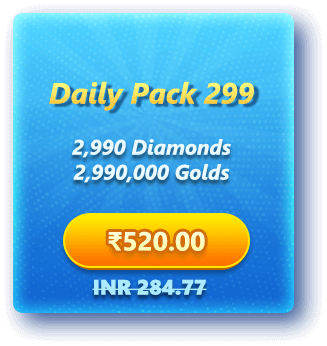 Daily Pack 299
2,990 Diamonds
2,990,000 Golds
₹520.00
INR 284.77